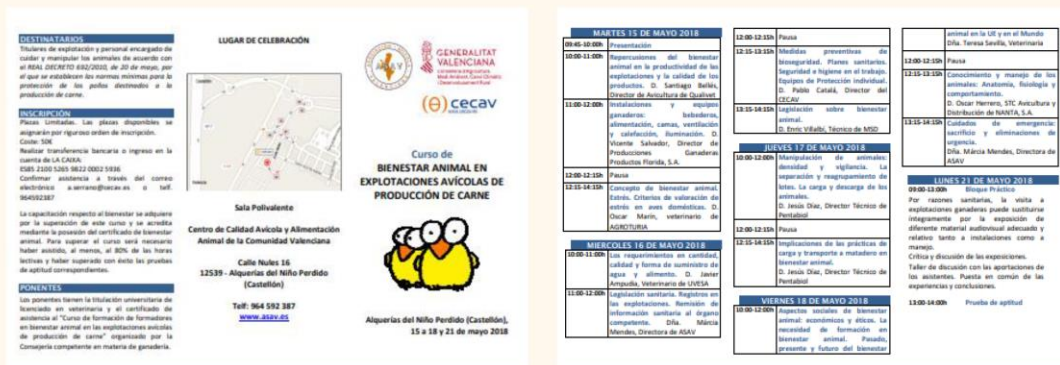 DESTINATARIOS
Titulares de explotación y personal encargado de
cuidar y manipular los animales de acuerdo con
el REAL DECRETO 692/2010, de 20 de mayo, por
el que se establecen las normas mínimas para la
protección de los pollos destinados a la
producción de carne.
INSCRIPCIÓN
Plazas Limitadas. Las plazas disponibles se
asignarán por riguroso orden de inscripción.
Coste: 50€
Realizar transferencia bancaria o ingreso en la
cuenta de LA CAIXA:
ES85 2100 5265 9822 0002 5936
Confirmar asistencia a través del correo
electrónico a.serrano@cecav.es o telf.
964592387
La capacitación respecto al bienestar se adquiere
por la superación de este curso y se acredita
mediante la posesión del certificado de bienestar
animal. Para superar el curso será necesario
haber asistido, al menos, al 80% de las horas
lectivas y haber superado con éxito las pruebas
de aptitud correspondientes.
PONENTES
Los ponentes tienen la titulación universitaria de
licenciado en veterinaria y el certificado de
asistencia al "Curso de formación de formadores
en bienestar animal en las explotaciones avícolas
de producción de carne" organizado por la
Consejería competente en materia de ganadería.
LUGAR DE CELEBRACIÓN
Sala Polivalente
Centro de Calidad Avícola y Alimentación
Animal de la Comunidad Valenciana
Calle Nules 16
12539 - Alquerías del Niño Perdido
(Castellón)
Telf: 964 592 387
www.asav.es
ASAV
GENERALITAT
VALENCIANA
cecav
Curso de
BIENESTAR ANIMAL EN
EXPLOTACIONES AVÍCOLAS DE
PRODUCCIÓN DE CARNE
Alquerías del Niño Perdido (Castellón),
15 a 18 y 21 de mayo 2018
MARTES 15 DE MAYO 2018
09:45-10:00h Presentación
10:00-11:00h Repercusiones del bienestar
animal en la productividad de las
explotaciones y la calidad de los
productos. D. Santiago Bellés,
Director de Avicultura de Qualivet
11:00-12:00h Instalaciones y equipos
ganaderos: bebederos,
alimentación, camas, ventilación
y calefacción, iluminación. D.
Vicente Salvador, Director de
Producciones Ganaderas
Productos Florida, S.A.
12:00-12:15h Pausa
12:15-14:15h Concepto de bienestar animal.
Estrés. Criterios de valoración de
estrés en aves domésticas. D.
Oscar Marín, veterinario de
AGROTURIA
MIERCOLES 16 DE MAYO 2018
10:00-11:00h Los requerimientos en cantidad,
calidad y forma de suministro de
agua y alimento. D. Javier
Ampudia, Veterinario de UVESA
11:00-12:00h Legislación sanitaria. Registros en
las explotaciones. Remisión de
información sanitaria al órgano
competente. Dña. Márcia
Mendes, Directora de ASAV
12:00-12:15h Pausa
12:15-13:15h Medidas preventivas de
bioseguridad. Planes sanitarios.
Seguridad e higiene en el trabajo.
Equipos de Protección individual.
D. Pablo Catalá, Director del
CECAV
13:15-14:15h Legislación sobre bienestar
animal.
D. Enric Villalbí, Técnico de MSD
JUEVES 17 DE MAYO 2018
10:00-12:00h Manipulación de animales:
densidad y vigilancia. La
separación y reagrupamiento de
lotes. La carga y descarga de los
animales.
D. Jesús Díaz, Director Técnico de
Pentabiol
12:00-12:15h Pausa
12:15-14:15h Implicaciones de las prácticas de
carga y transporte a matadero en
bienestar animal.
D. Jesús Díaz, Director Técnico de
Pentabiol
VIERNES 18 DE MAYO 2018
10:00-12:00h Aspectos sociales de bienestar
animal: económicos y éticos. La
necesidad de formación en
bienestar animal. Pasado,
presente y futuro del bienestar
animal en la UE y en el Mundo
Dña. Teresa Sevilla, Veterinaria
12:00-12:15h Pausa
12:15-13:15h Conocimiento y manejo de los
animales: Anatomía, fisiología y
comportamiento.
D. Oscar Herrero, STC Avicultura y
Distribución de NANTA, S.A.
13:15-14:15h Cuidados de emergencia:
sacrificio y eliminaciones de
urgencia.
Dña. Márcia Mendes, Directora de
ASAV
LUNES 21 DE MAYO 2018
09:00-13:00h Bloque Práctico
Por razones sanitarias, la visita a
explotaciones ganaderas puede sustituirse
íntegramente por la exposición de
diferente material audiovisual adecuado y
relativo tanto a instalaciones como a
manejo.
Crítica y discusión de las exposiciones.
Taller de discusión con las aportaciones de
los asistentes. Puesta en común de las
experiencias y conclusiones.
13:00-14:00h Prueba de aptitud